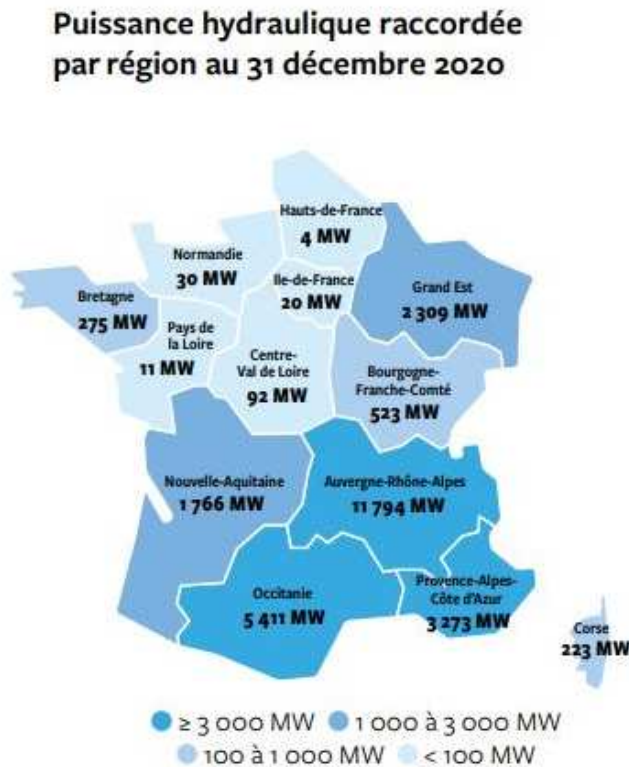 Puissance hydraulique raccordée
par région au 31 décembre 2020
Hauts-de-France
4 MW
Normandie
30 MW
Ile-de-France
20 MW
Grand Est
2 309 MW
Bretagne
275 MW
Pays de
la Loire
11 MW
Centre-
Val de Loire
92 MW
Bourgogne-
Franche-Comté
523 MW
Nouvelle-Aquitaine
1 766 MW
Auvergne-Rhône-Alpes
11 794 MW
Occitanie
5 411 MW
Provence-Alpes-
Côte d'Azur
3 273 MW
Corse
223 MW
≥ 3 000 MW
1 000 à 3 000 MW
100 à 1 000 MW
< 100 MW